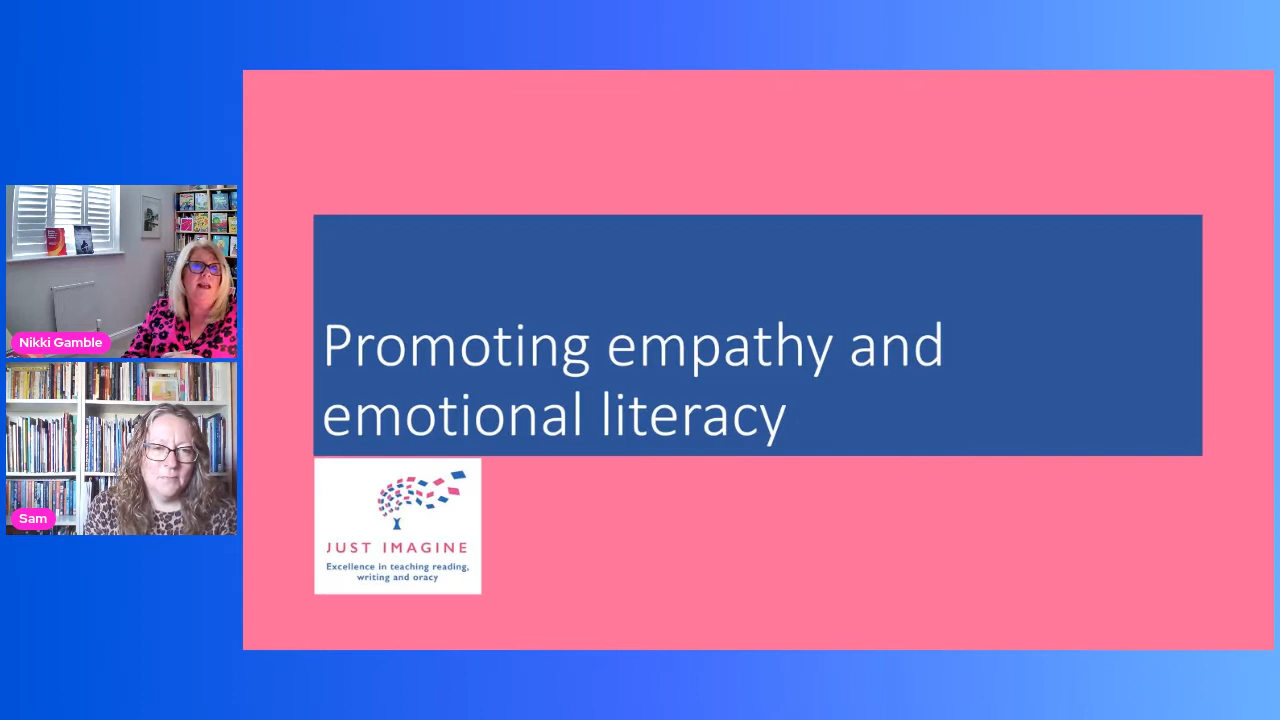 Nikki Gamble
Sam
Promoting empathy and
emotional literacy
JUST IMAGINE
Excellence in teaching reading,
writing and oracy